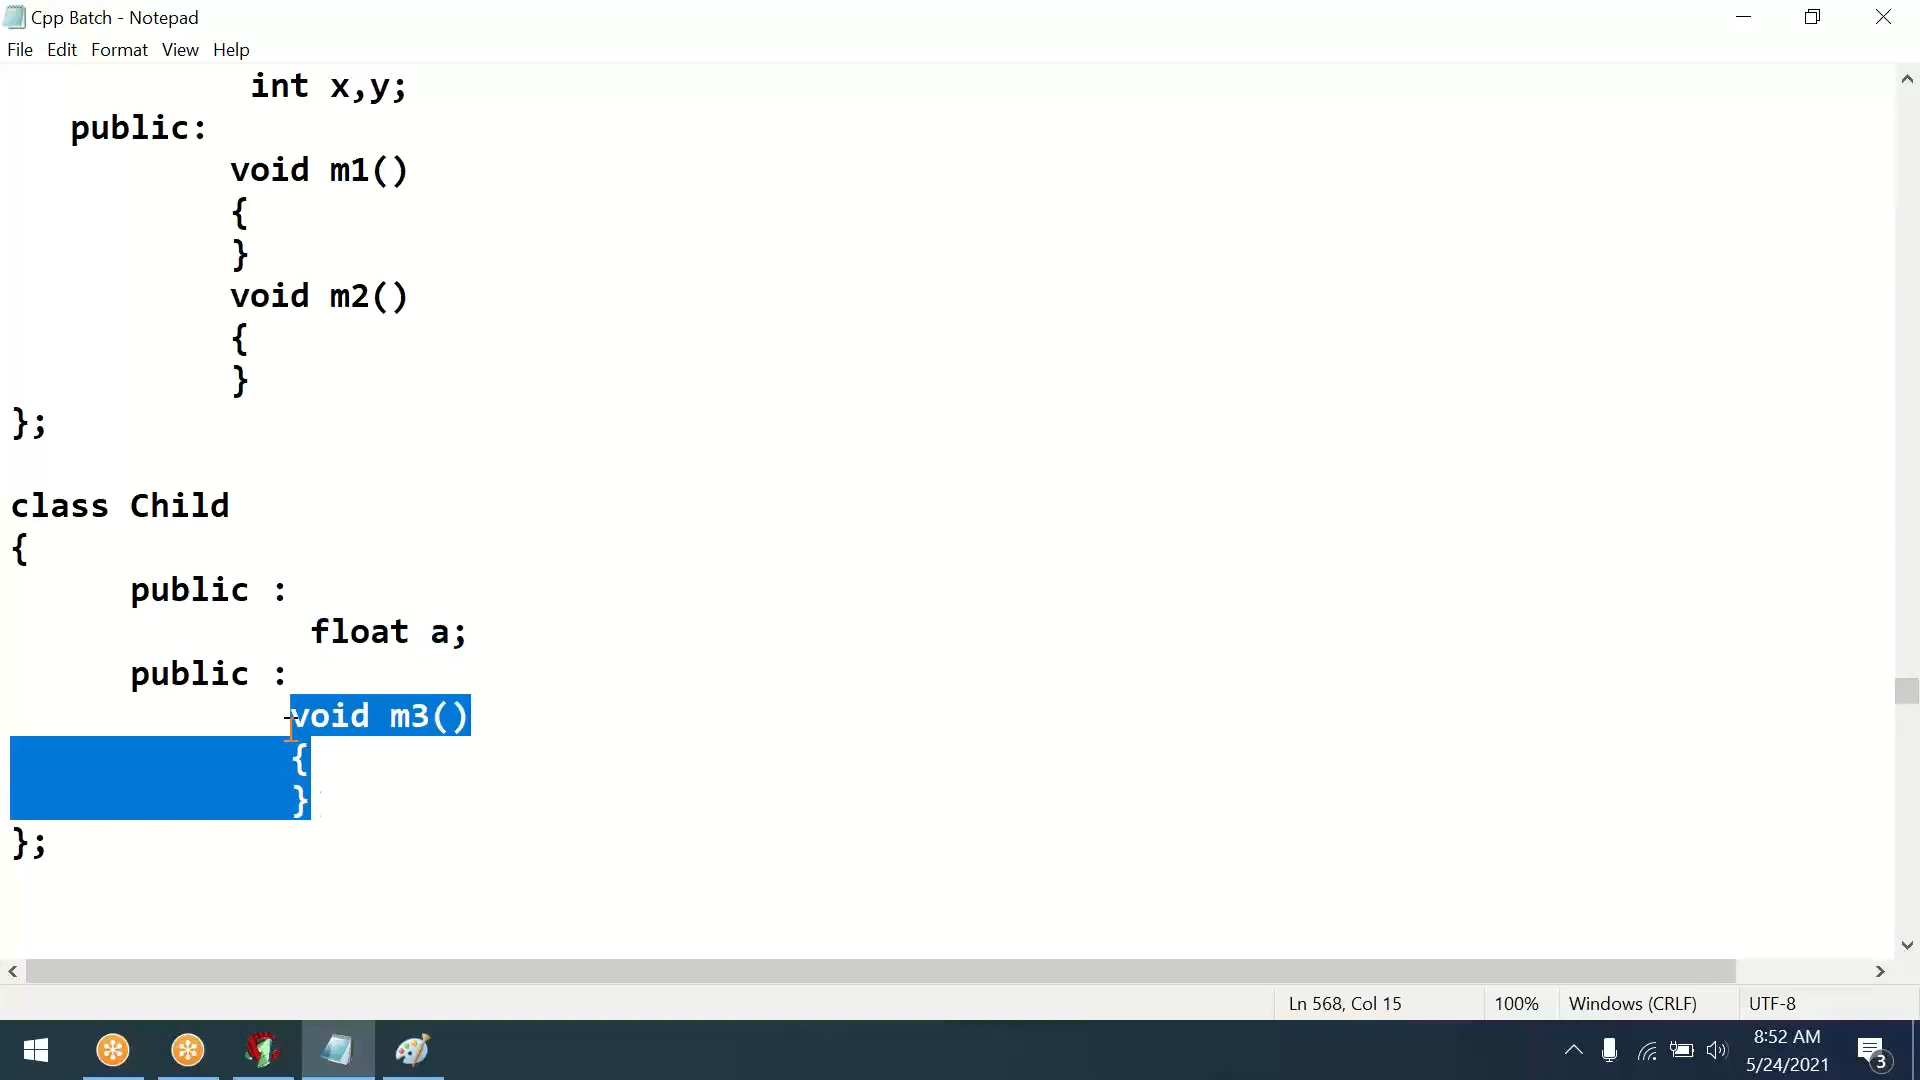 Cpp Batch - Notepad
File Edit Format View Help
int x,y;
public:
void m1()
{
}
void m2()
{
}
};
class Child
{
public :
float a;
public :
void m3()
{
}
};
Ln 568, Col 15 100% Windows (CRLF) UTF-8
8:52 AM
5/24/2021
3